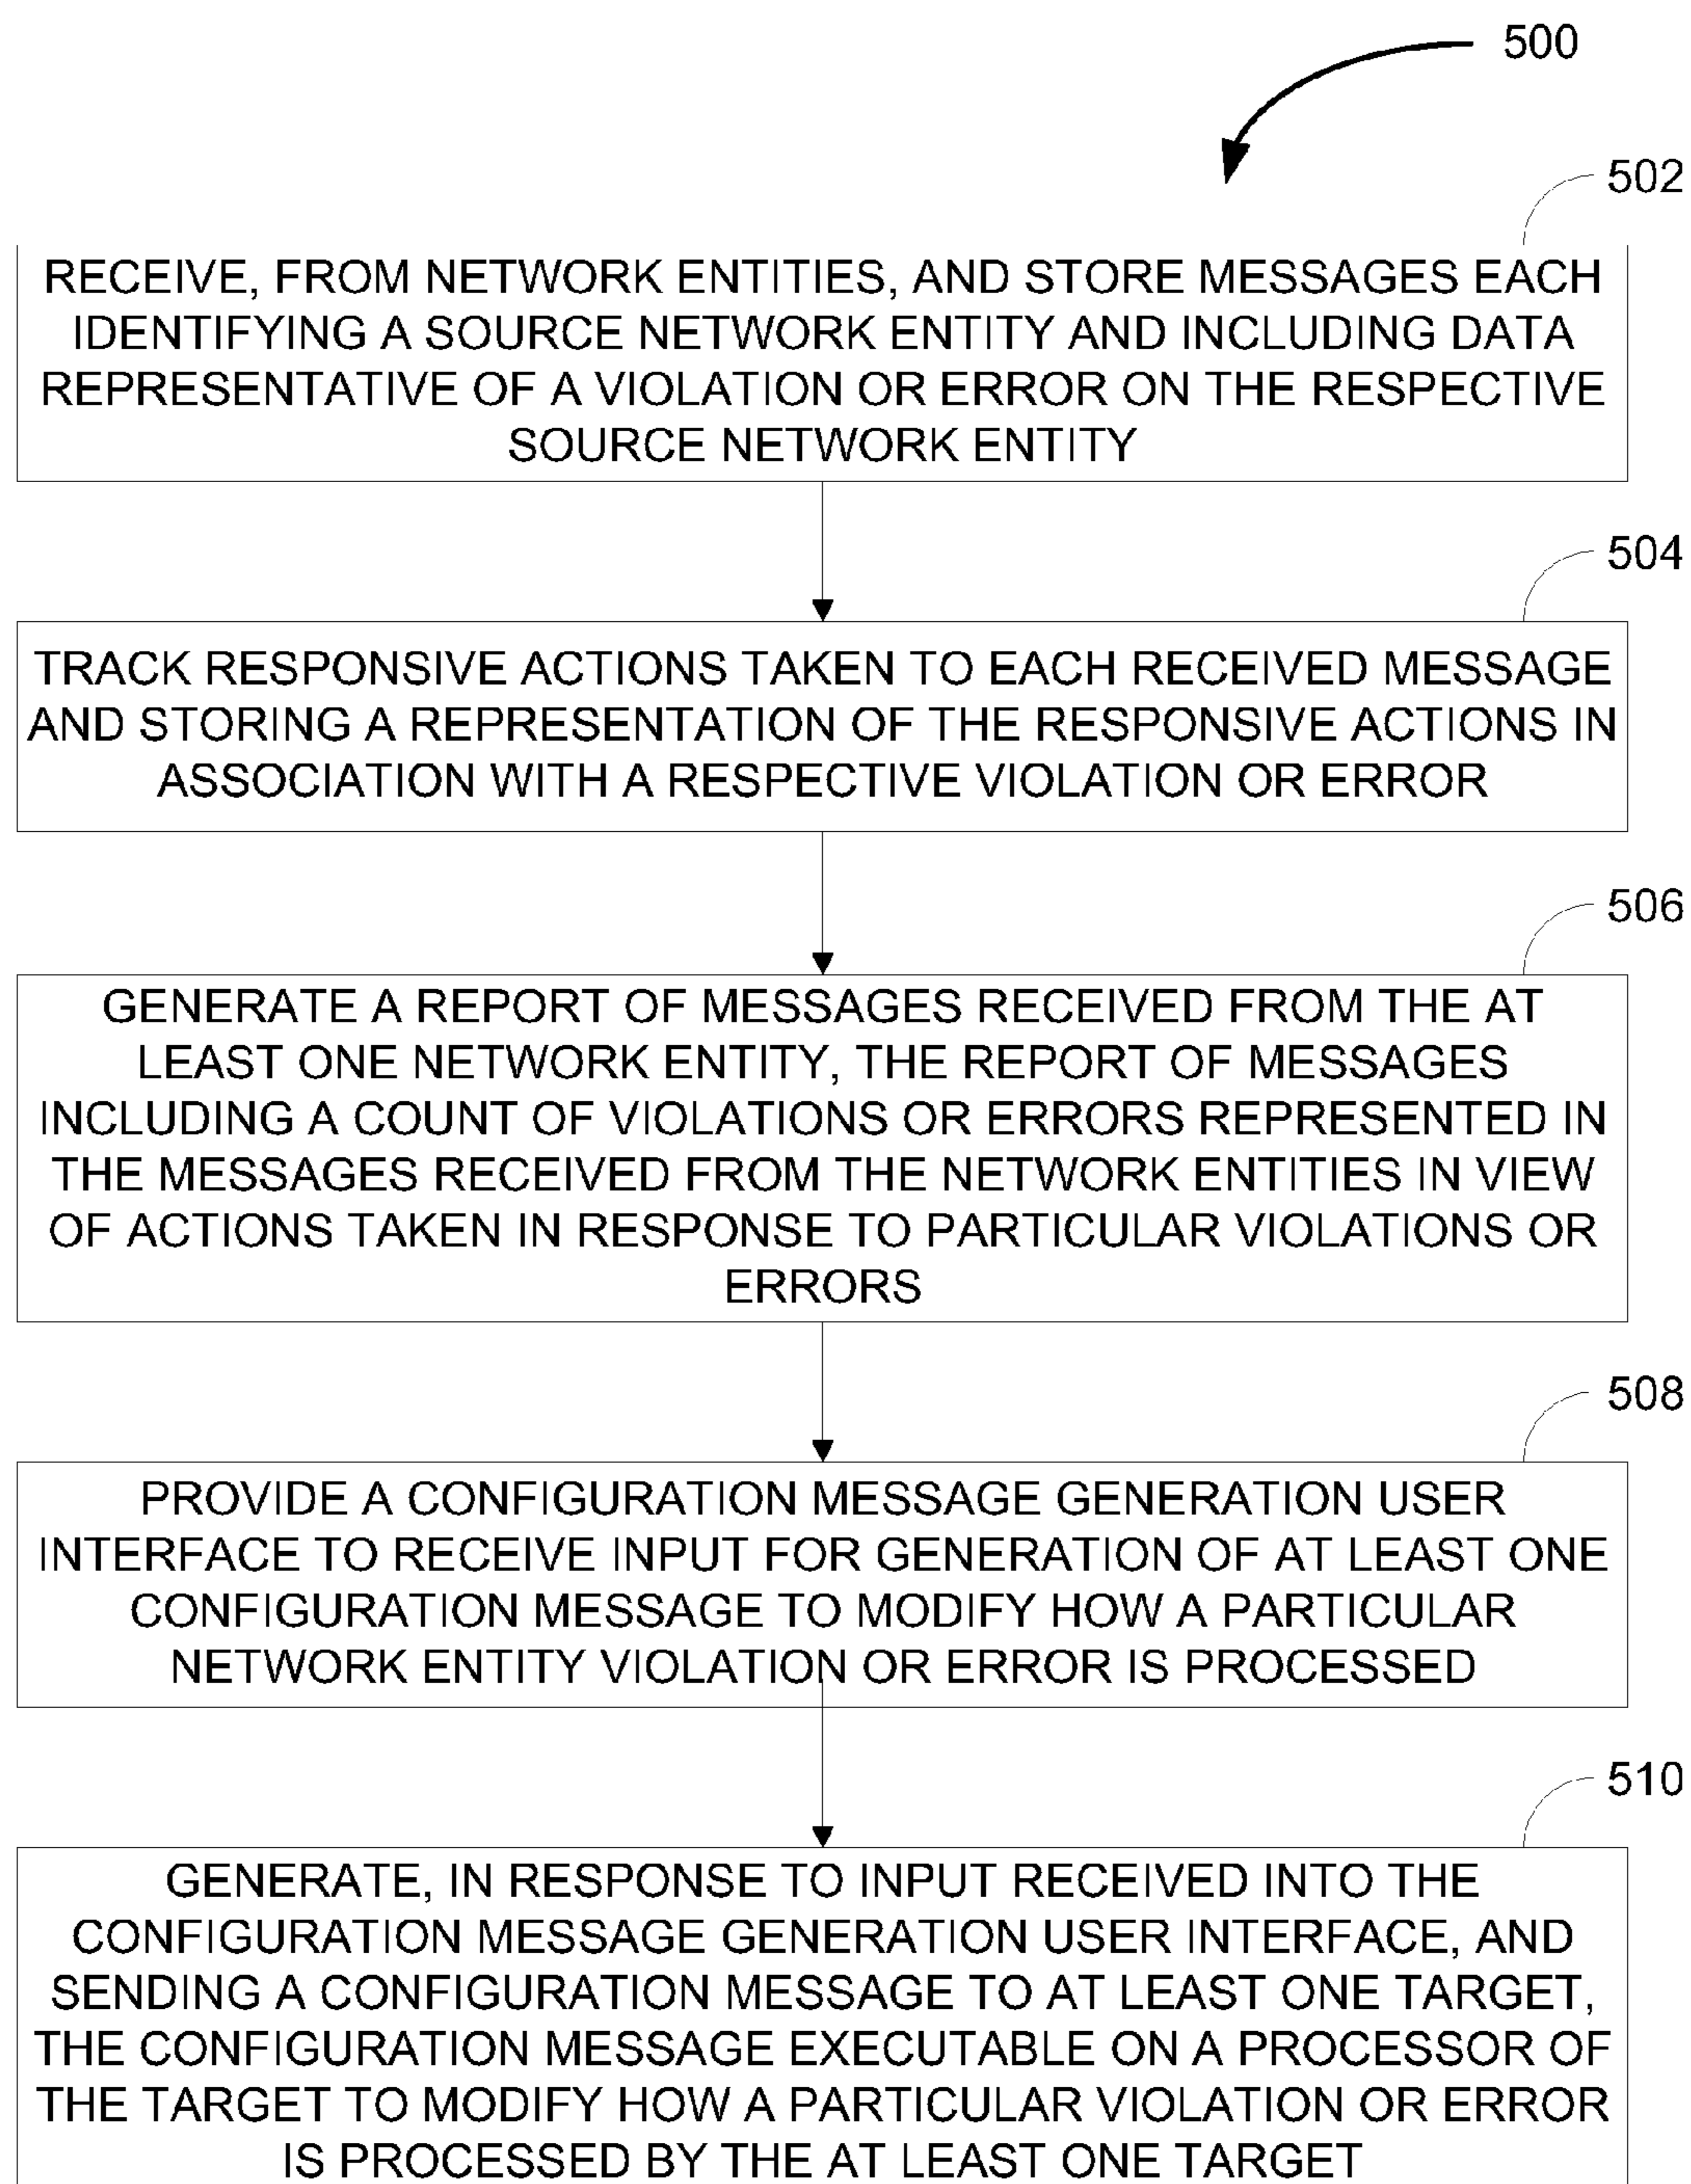 500
502
RECEIVE, FROM NETWORK ENTITIES, AND STORE MESSAGES EACH
IDENTIFYING A SOURCE NETWORK ENTITY AND INCLUDING DATA
REPRESENTATIVE OF A VIOLATION OR ERROR ON THE RESPECTIVE
SOURCE NETWORK ENTITY
504
TRACK RESPONSIVE ACTIONS TAKEN TO EACH RECEIVED MESSAGE
AND STORING A REPRESENTATION OF THE RESPONSIVE ACTIONS IN
ASSOCIATION WITH A RESPECTIVE VIOLATION OR ERROR
506
GENERATE A REPORT OF MESSAGES RECEIVED FROM THE AT
LEAST ONE NETWORK ENTITY, THE REPORT OF MESSAGES
INCLUDING A COUNT OF VIOLATIONS OR ERRORS REPRESENTED IN
THE MESSAGES RECEIVED FROM THE NETWORK ENTITIES IN VIEW
OF ACTIONS TAKEN IN RESPONSE TO PARTICULAR VIOLATIONS OR
ERRORS
508
PROVIDE A CONFIGURATION MESSAGE GENERATION USER
INTERFACE TO RECEIVE INPUT FOR GENERATION OF AT LEAST ONE
CONFIGURATION MESSAGE TO MODIFY HOW A PARTICULAR
NETWORK ENTITY VIOLATION OR ERROR IS PROCESSED
510
GENERATE, IN RESPONSE TO INPUT RECEIVED INTO THE
CONFIGURATION MESSAGE GENERATION USER INTERFACE, AND
SENDING A CONFIGURATION MESSAGE TO AT LEAST ONE TARGET,
THE CONFIGURATION MESSAGE EXECUTABLE ON A PROCESSOR OF
THE TARGET TO MODIFY HOW A PARTICULAR VIOLATION OR ERROR
IS PROCESSED BY THE AT LEAST ONE TARGET